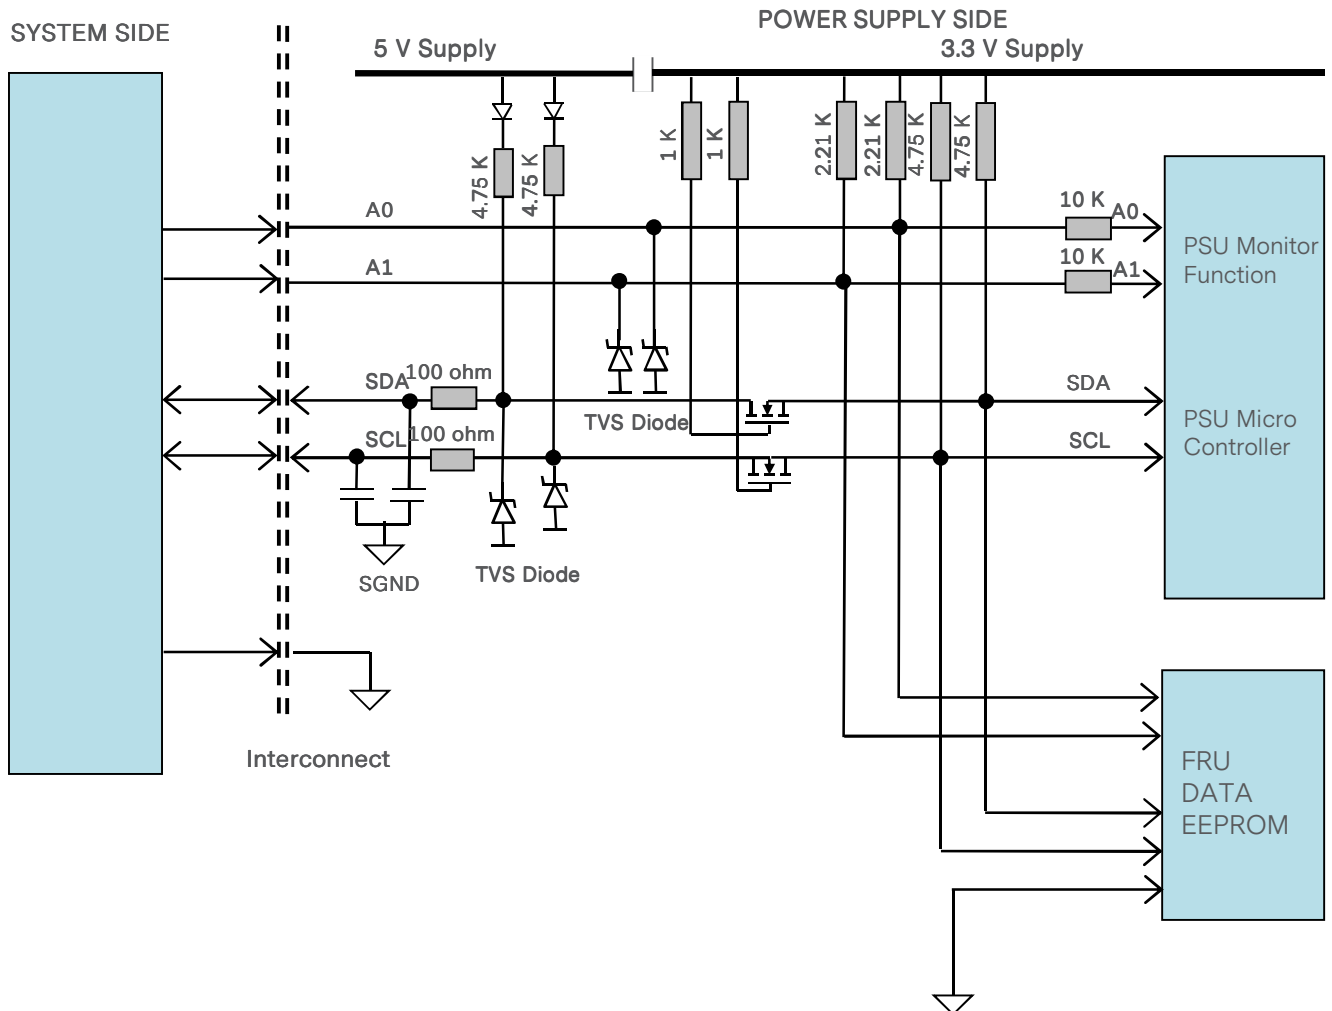 POWER SUPPLY SIDE
SYSTEM SIDE
5 V Supply
3.3 V Supply
4.75 K
4.75 K
1 K
1 K
2.21 K
2.21 K
4.75 K
4.75 K
A0
10 K
A0
A1
10 K
A1
PSU Monitor
Function
SDA
100 ohm
TVS Diode
SDA
SCL
100 ohm
SCL
PSU Micro
Controller
SGND
TVS Diode
Interconnect
FRU
DATA
EEPROM